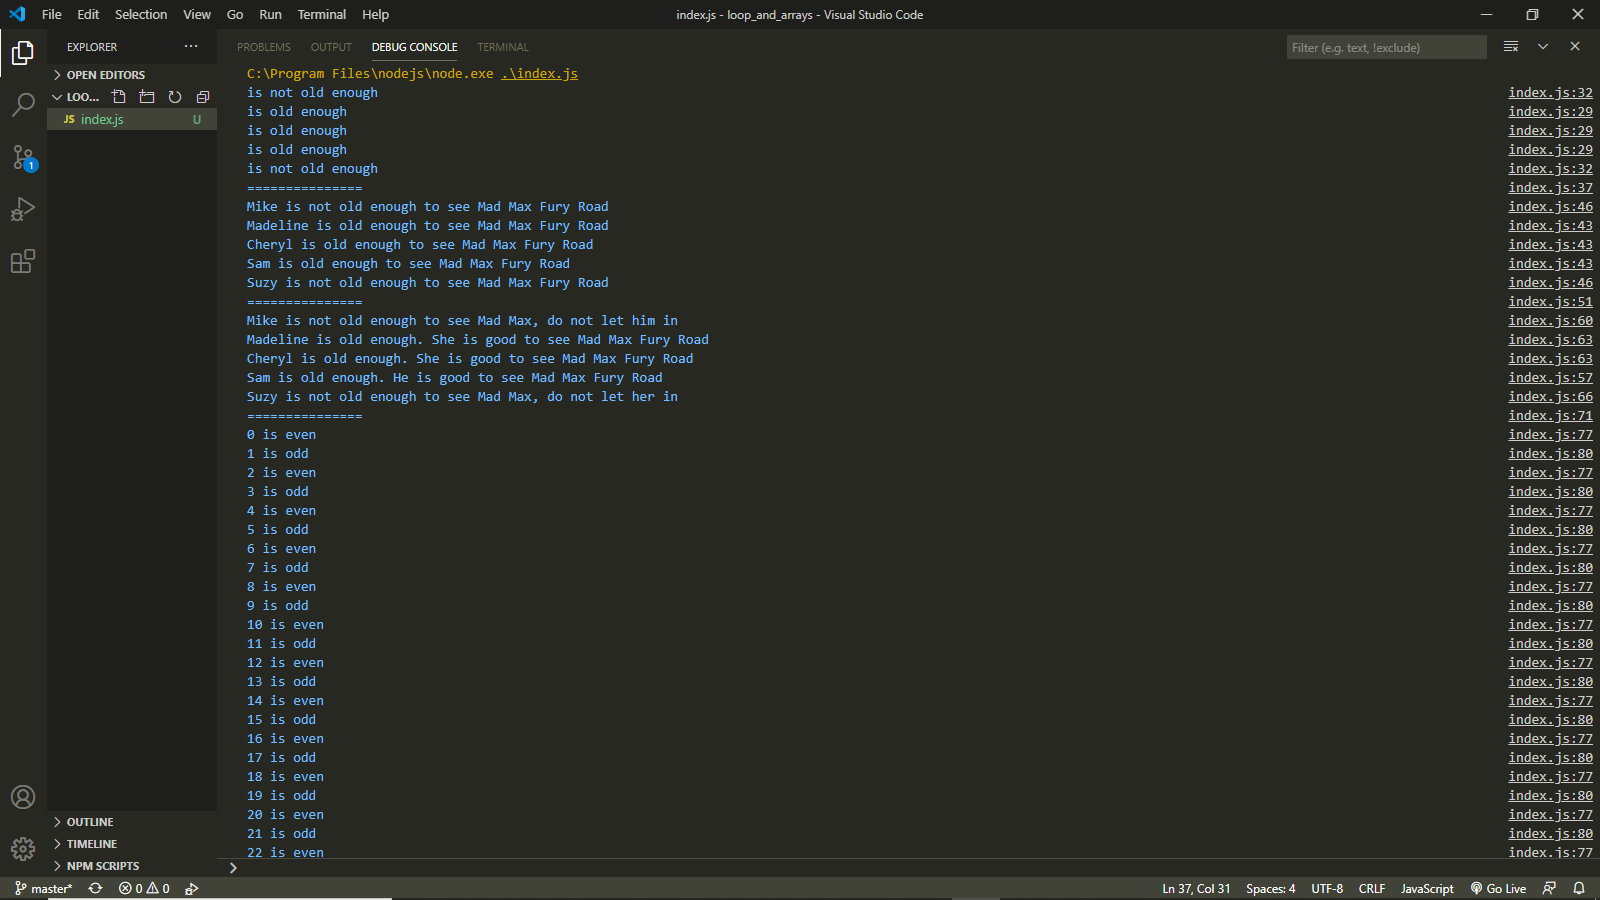 File Edit Selection View Go Run Terminal Help index.js - loop_and_arrays - Visual Studio Code
EXPLORER ... PROBLEMS OUTPUT DEBUG CONSOLE TERMINAL Filter (e.g. text, !exclude)
OPEN EDITORS
LOO...
JS index.js U
OUTLINE
TIMELINE
NPM SCRIPTS
1
C:\Program Files\nodejs\node.exe .\index.js
is not old enough index.js:32
is old enough index.js:29
is old enough index.js:29
is old enough index.js:29
is not old enough index.js:32
=============== index.js:37
Mike is not old enough to see Mad Max Fury Road index.js:46
Madeline is old enough to see Mad Max Fury Road index.js:43
Cheryl is old enough to see Mad Max Fury Road index.js:43
Sam is old enough to see Mad Max Fury Road index.js:43
Suzy is not old enough to see Mad Max Fury Road index.js:46
=============== index.js:51
Mike is not old enough to see Mad Max, do not let him in index.js:60
Madeline is old enough. She is good to see Mad Max Fury Road index.js:63
Cheryl is old enough. She is good to see Mad Max Fury Road index.js:63
Sam is old enough. He is good to see Mad Max Fury Road index.js:57
Suzy is not old enough to see Mad Max, do not let her in index.js:66
=============== index.js:71
0 is even index.js:77
1 is odd index.js:80
2 is even index.js:77
3 is odd index.js:80
4 is even index.js:77
5 is odd index.js:80
6 is even index.js:77
7 is odd index.js:80
8 is even index.js:77
9 is odd index.js:80
10 is even index.js:77
11 is odd index.js:80
12 is even index.js:77
13 is odd index.js:80
14 is even index.js:77
15 is odd index.js:80
16 is even index.js:77
17 is odd index.js:80
18 is even index.js:77
19 is odd index.js:80
20 is even index.js:77
21 is odd index.js:80
22 is even index.js:77
master* 0 0 Ln 37, Col 31 Spaces: 4 UTF-8 CRLF JavaScript Go Live